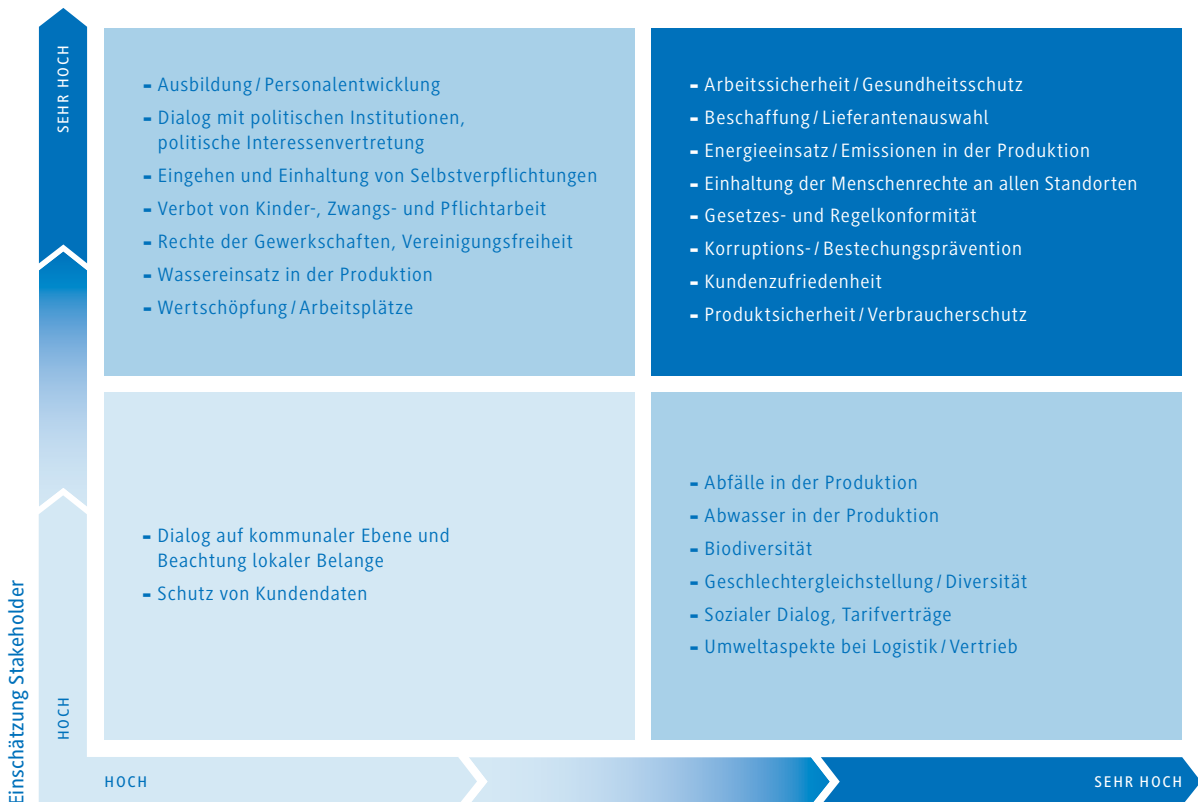 SEHR HOCH
- Ausbildung / Personalentwicklung
- Dialog mit politischen Institutionen,
politische Interessenvertretung
- Eingehen und Einhaltung von Selbstverpflichtungen
- Verbot von Kinder-, Zwangs- und Pflichtarbeit
- Rechte der Gewerkschaften, Vereinigungsfreiheit
- Wassereinsatz in der Produktion
- Wertschöpfung / Arbeitsplätze
- Arbeitssicherheit / Gesundheitsschutz
- Beschaffung / Lieferantenauswahl
- Energieeinsatz / Emissionen in der Produktion
- Einhaltung der Menschenrechte an allen Standorten
- Gesetzes- und Regelkonformität
- Korruptions- / Bestechungsprävention
- Kundenzufriedenheit
- Produktsicherheit / Verbraucherschutz
- Dialog auf kommunaler Ebene und
Beachtung lokaler Belange
- Schutz von Kundendaten
- Abfälle in der Produktion
- Abwasser in der Produktion
- Biodiversität
- Geschlechtergleichstellung / Diversität
- Sozialer Dialog, Tarifverträge
- Umweltaspekte bei Logistik / Vertrieb
Einschätzung Stakeholder
HOCH
HOCH
SEHR HOCH